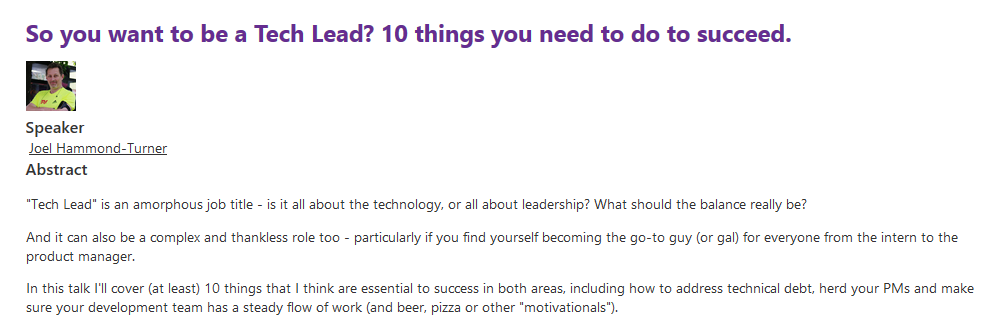 So you want to be a Tech Lead? 10 things you need to do to succeed.
Speaker
Joel Hammond-Turner
Abstract
"Tech Lead" is an amorphous job title - is it all about the technology, or all about leadership? What should the balance really be?
And it can also be a complex and thankless role too - particularly if you find yourself becoming the go-to guy (or gal) for everyone from the intern to the
product manager.
In this talk I'll cover (at least) 10 things that I think are essential to success in both areas, including how to address technical debt, herd your PMs and make
sure your development team has a steady flow of work (and beer, pizza or other "motivationals").